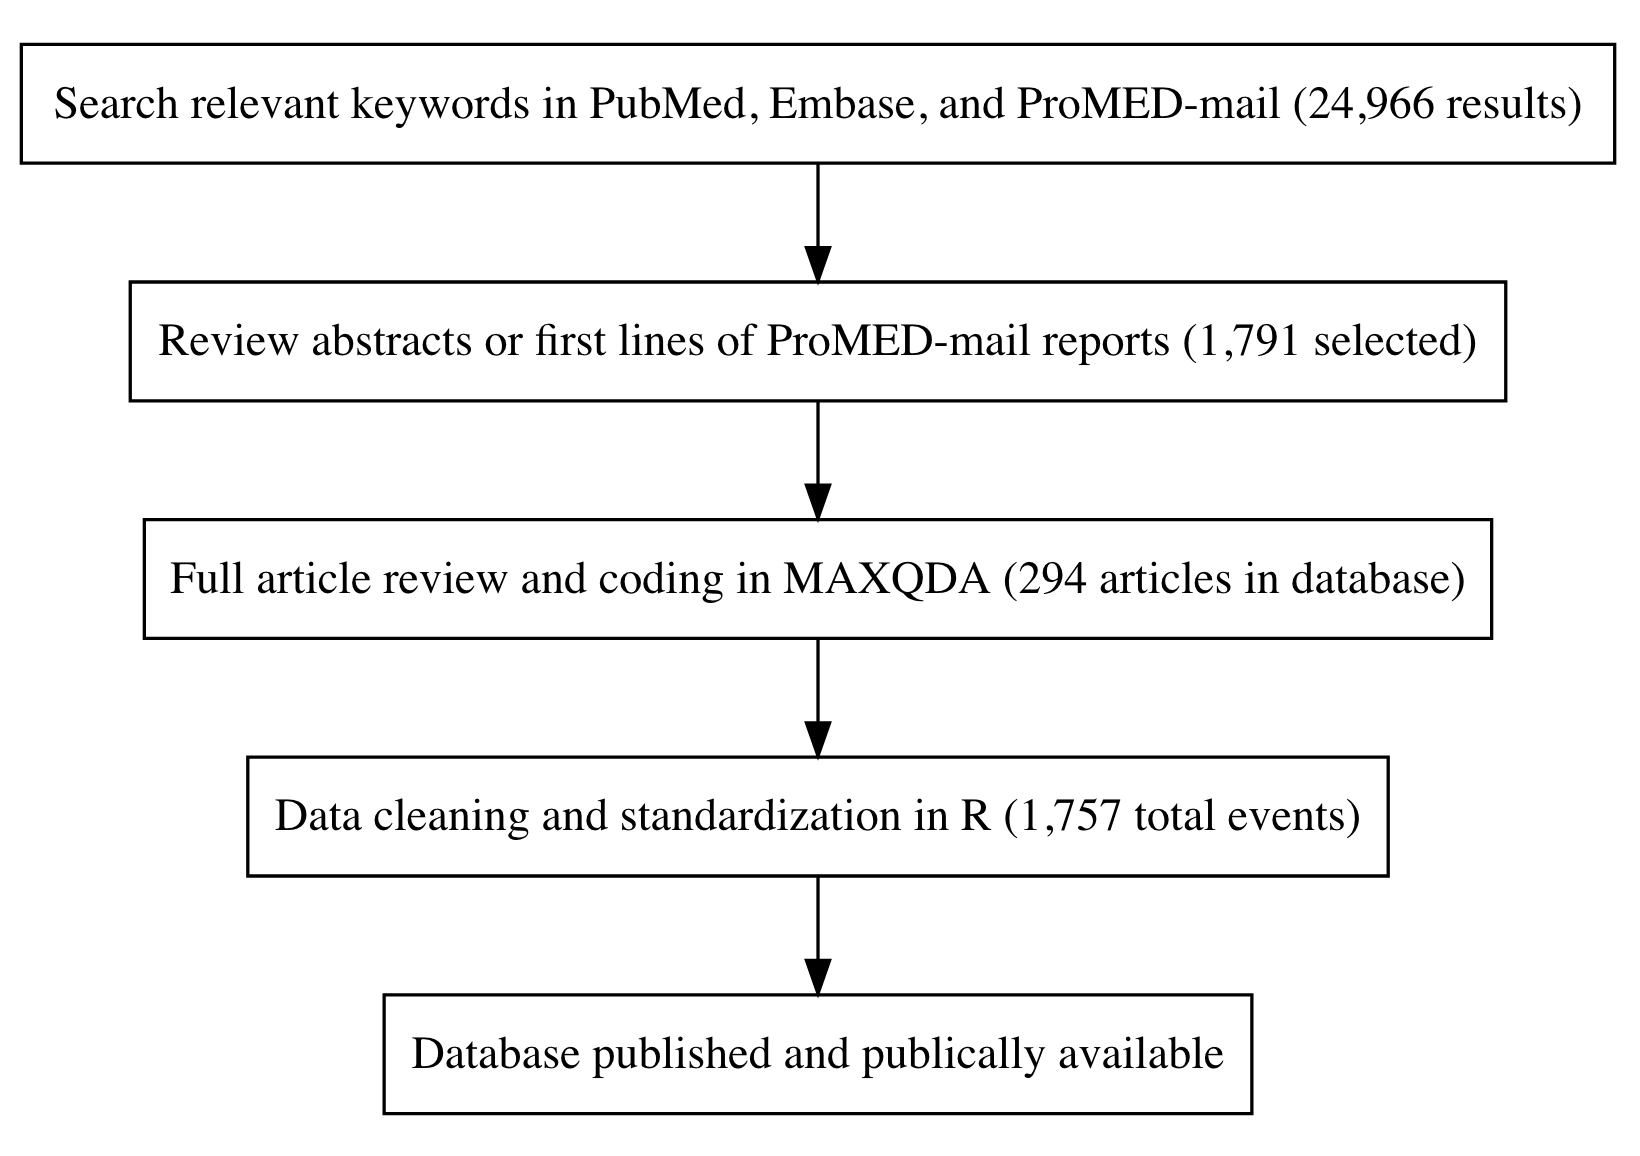 Search relevant keywords in PubMed, Embase, and ProMED-mail (24,966 results)
Review abstracts or first lines of ProMED-mail reports (1,791 selected)
Full article review and coding in MAXQDA (294 articles in database)
Data cleaning and standardization in R (1,757 total events)
Database published and publically available